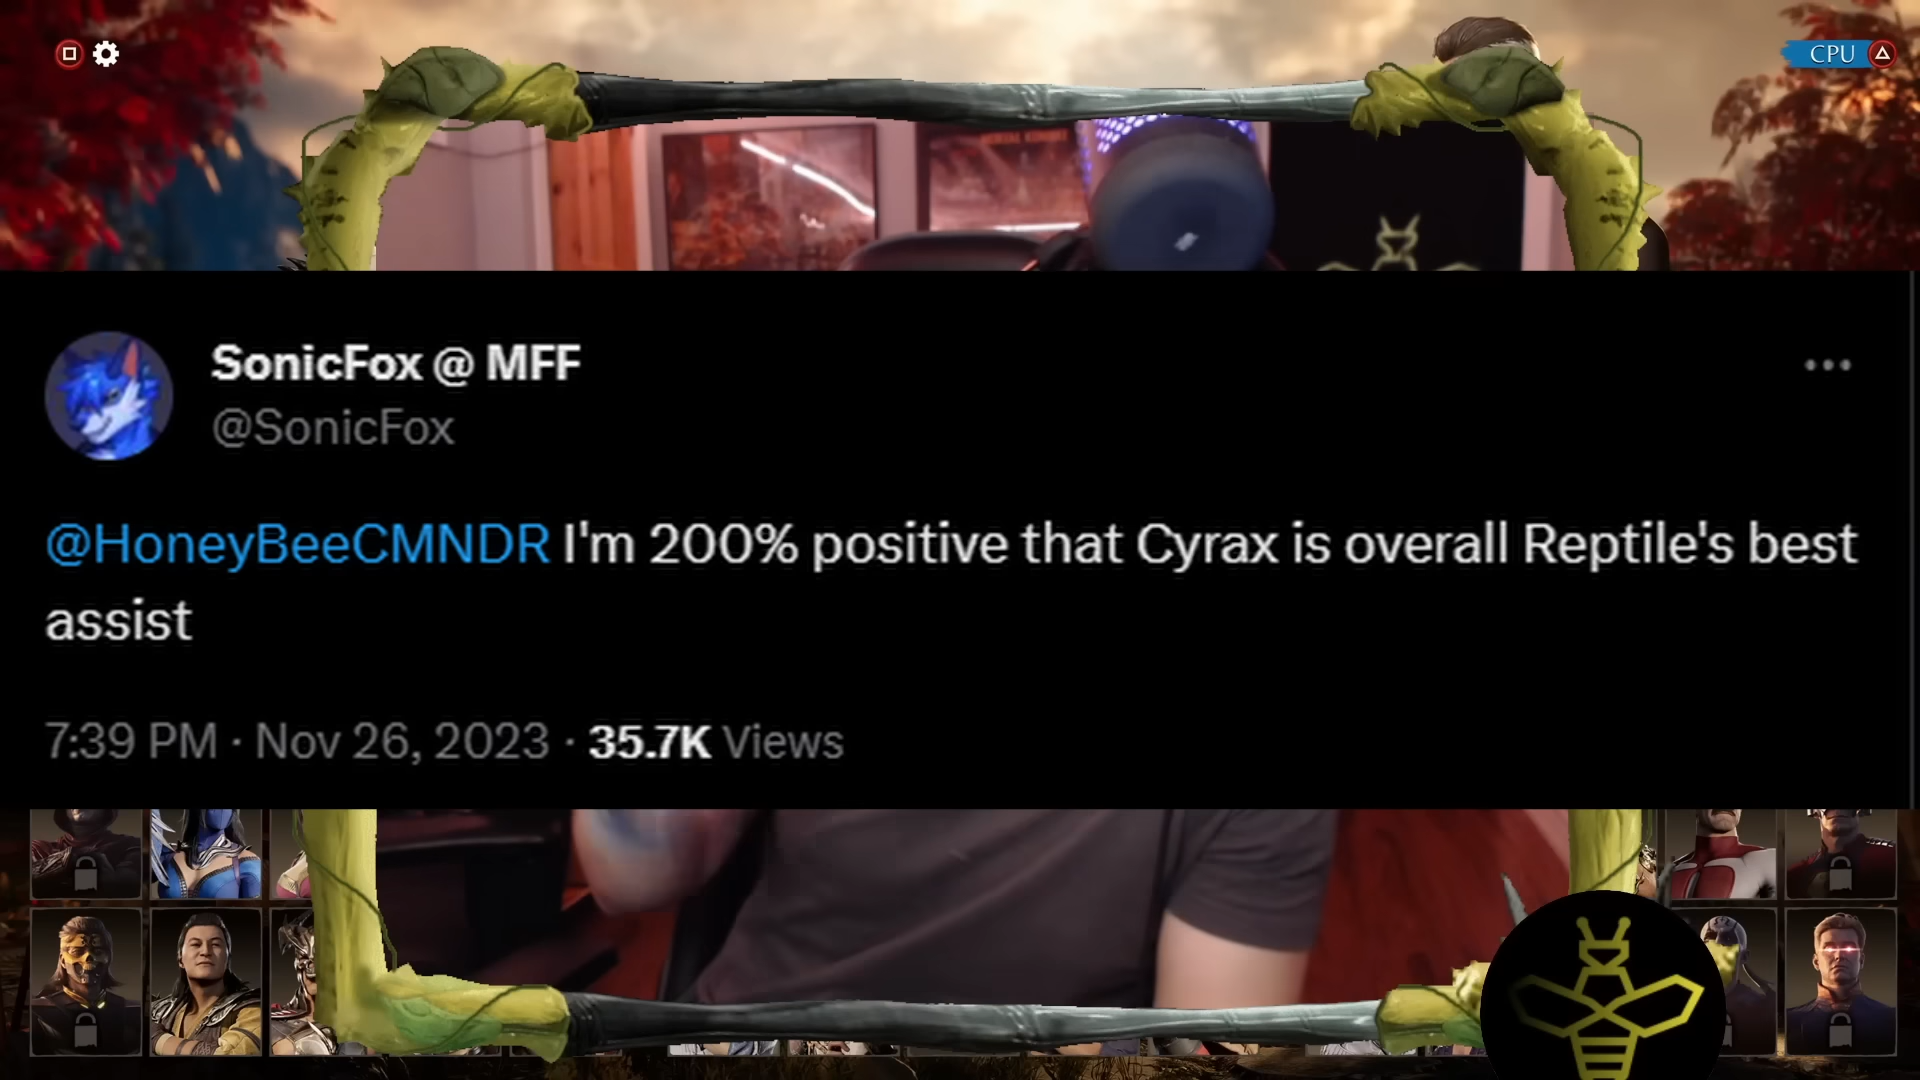 CPU
SonicFox @ MFF
@SonicFox
@HoneyBeeCMNDR I'm 200% positive that Cyrax is overall Reptile's best
assist
7:39 PM · Nov 26, 2023 · 35.7K Views